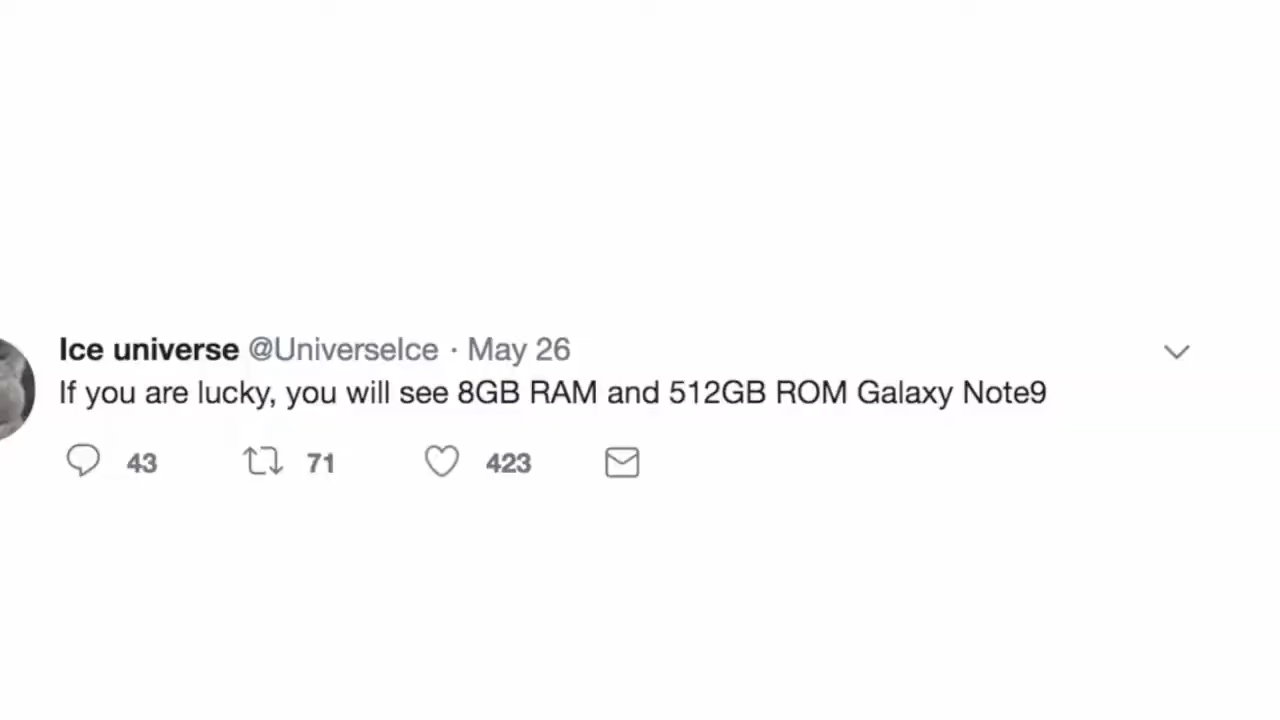 Ice universe @UniverseIce · May 26
If you are lucky, you will see 8GB RAM and 512GB ROM Galaxy Note9
43 71 423